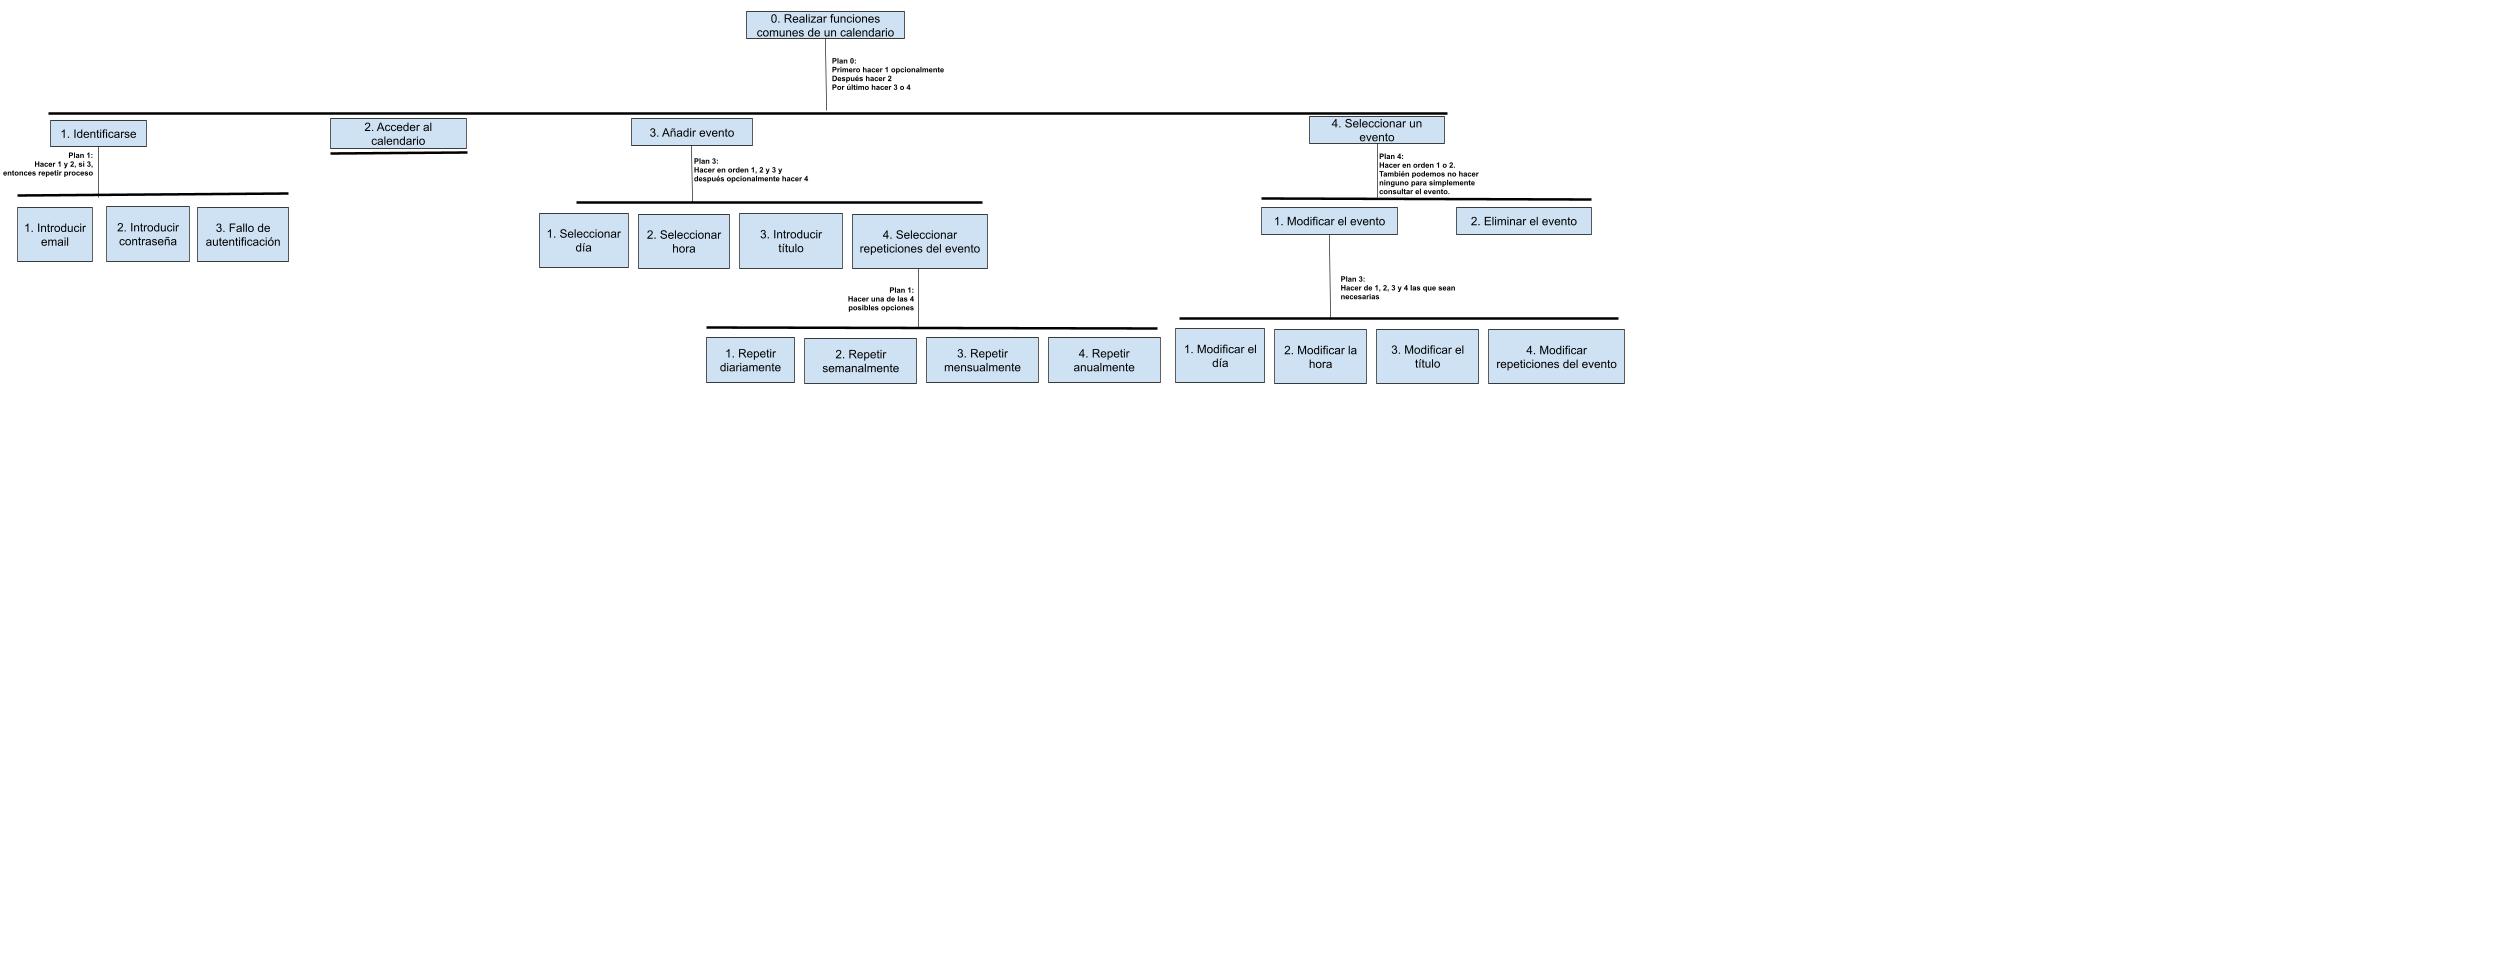 0. Realizar funciones
comunes de un calendario
Plan 0:
Primero hacer 1 opcionalmente
Después hacer 2
Por último hacer 3 o 4
1. Identificarse
2. Acceder al
calendario
3. Añadir evento
4. Seleccionar un
evento
Plan 1:
Hacer 1 y 2, si 3,
entonces repetir proceso
Plan 3:
Hacer en orden 1, 2 y 3 y
después opcionalmente hacer 4
Plan 4:
Hacer en orden 1 o 2.
También podemos no hacer
ninguno para simplemente
consultar el evento.
1. Introducir
email
2. Introducir
contraseña
3. Fallo de
autentificación
1. Seleccionar
día
2. Seleccionar
hora
3. Introducir
título
4. Seleccionar
repeticiones del evento
1. Modificar el evento
2. Eliminar el evento
Plan 1:
Hacer una de las 4
posibles opciones
Plan 3:
Hacer de 1, 2, 3 y 4 las que sean
necesarias
1. Repetir
diariamente
2. Repetir
semanalmente
3. Repetir
mensualmente
4. Repetir
anualmente
1. Modificar el
día
2. Modificar la
hora
3. Modificar el
título
4. Modificar
repeticiones del evento